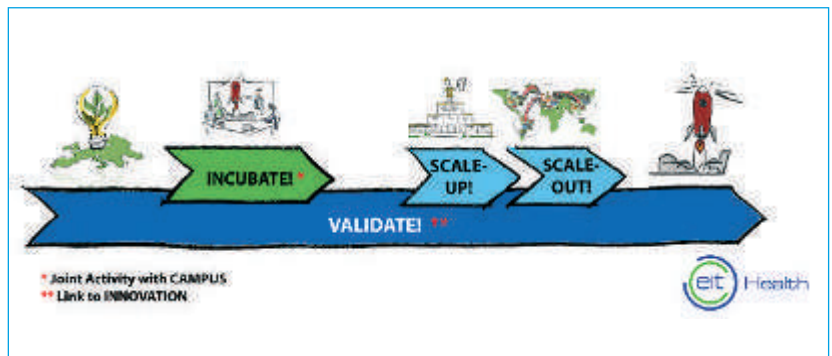 INCUBATE! *
SCALE-
UP!
SCALE-
OUT!
VALIDATE! **
* Joint Activity with CAMPUS
** Link to INNOVATION
eit Health